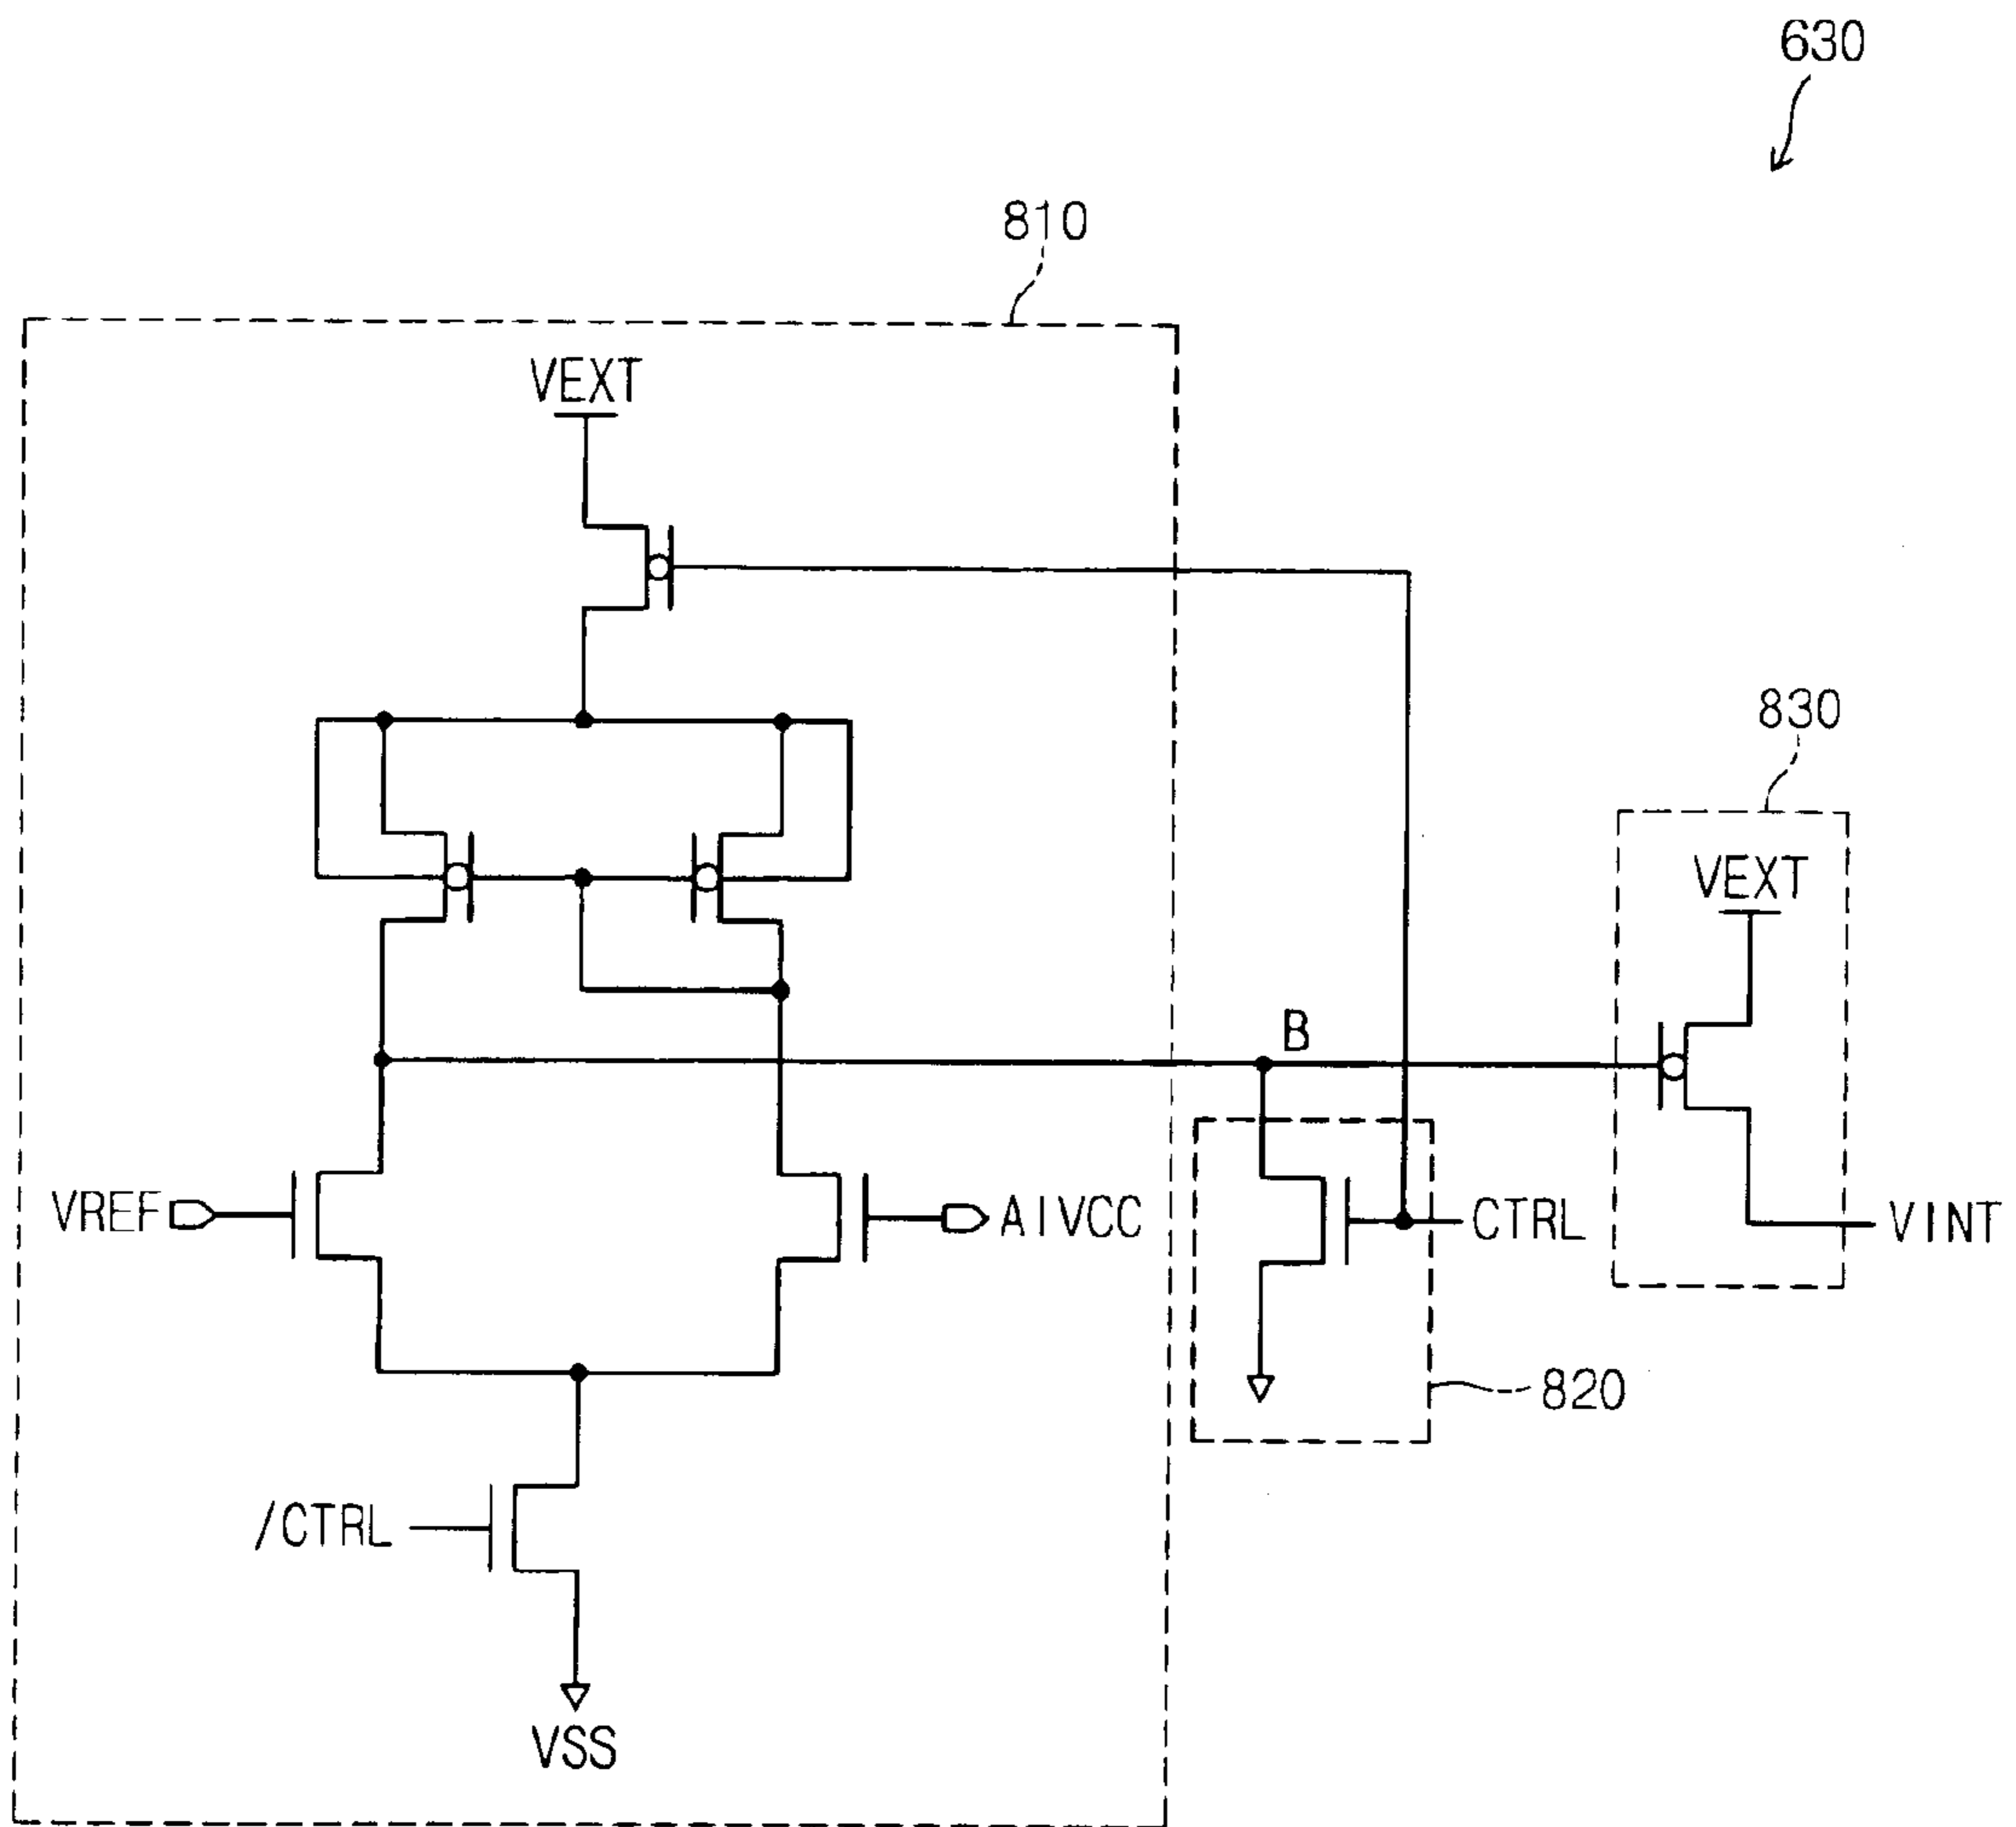 630
810
VEXT
830
VEXT
B
VREF
AIVCC
CTRL
VINT
820
/CTRL
VSS